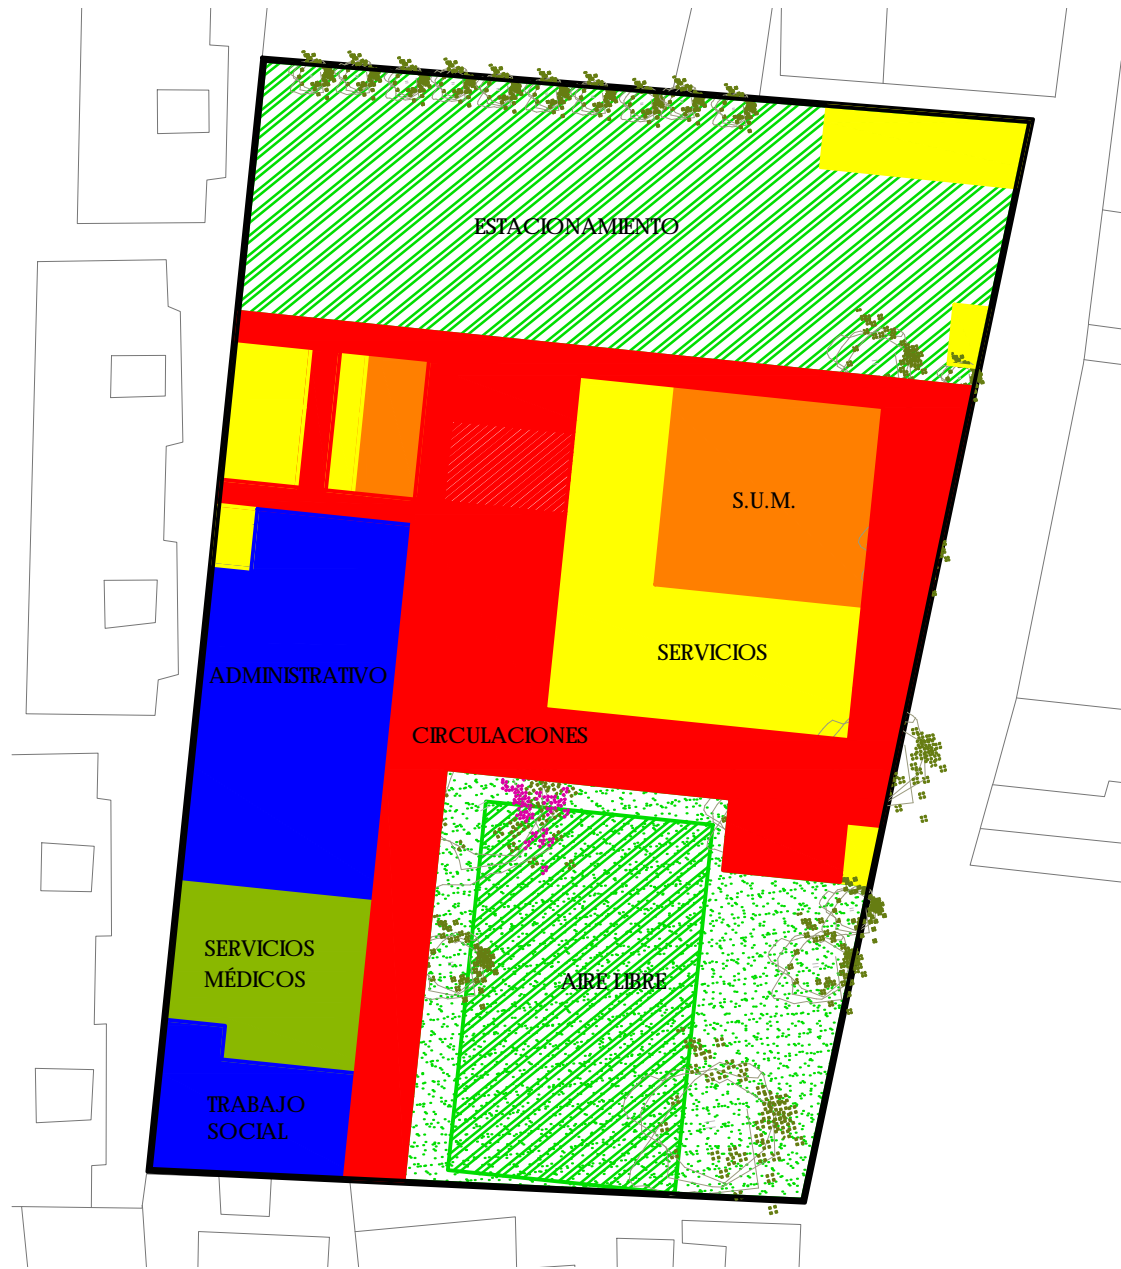 ESTACIONAMIENTO
S.U.M.
SERVICIOS
ADMINISTRATIVO
CIRCULACIONES
SERVICIOS
MÉDICOS
AIRE LIBRE
TRABAJO
SOCIAL